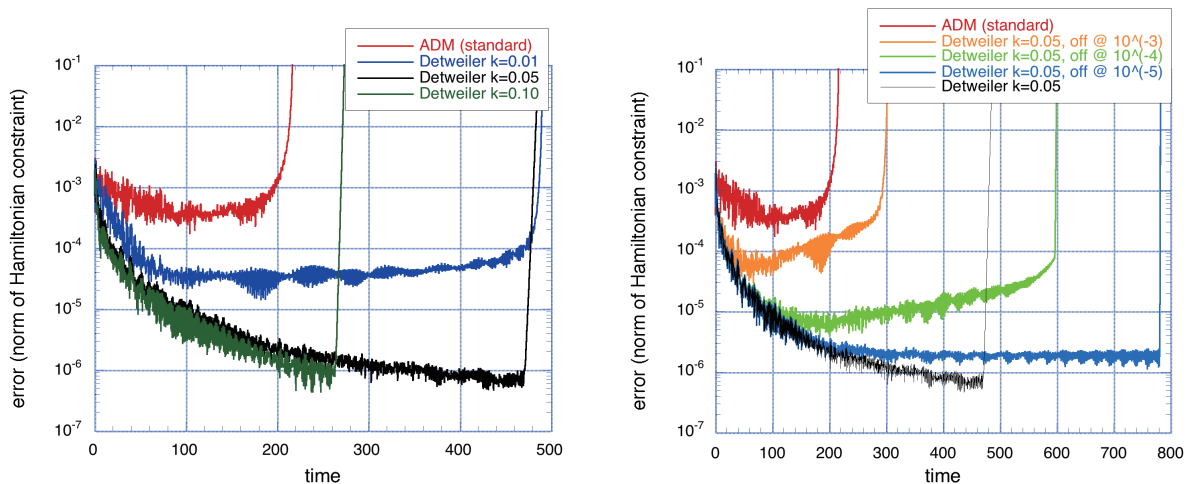 ADM (standard)
Detweiler k=0.01
Detweiler k=0.05
Detweiler k=0.10
error (norm of Hamiltonian constraint)
10^-1
10^-2
10^-3
10^-4
10^-5
10^-6
10^-7
0 100 200 300 400 500
time
ADM (standard)
Detweiler k=0.05, off @ 10^(-3)
Detweiler k=0.05, off @ 10^(-4)
Detweiler k=0.05, off @ 10^(-5)
Detweiler k=0.05
error (norm of Hamiltonian constraint)
10^-1
10^-2
10^-3
10^-4
10^-5
10^-6
10^-7
0 100 200 300 400 500 600 700 800
time